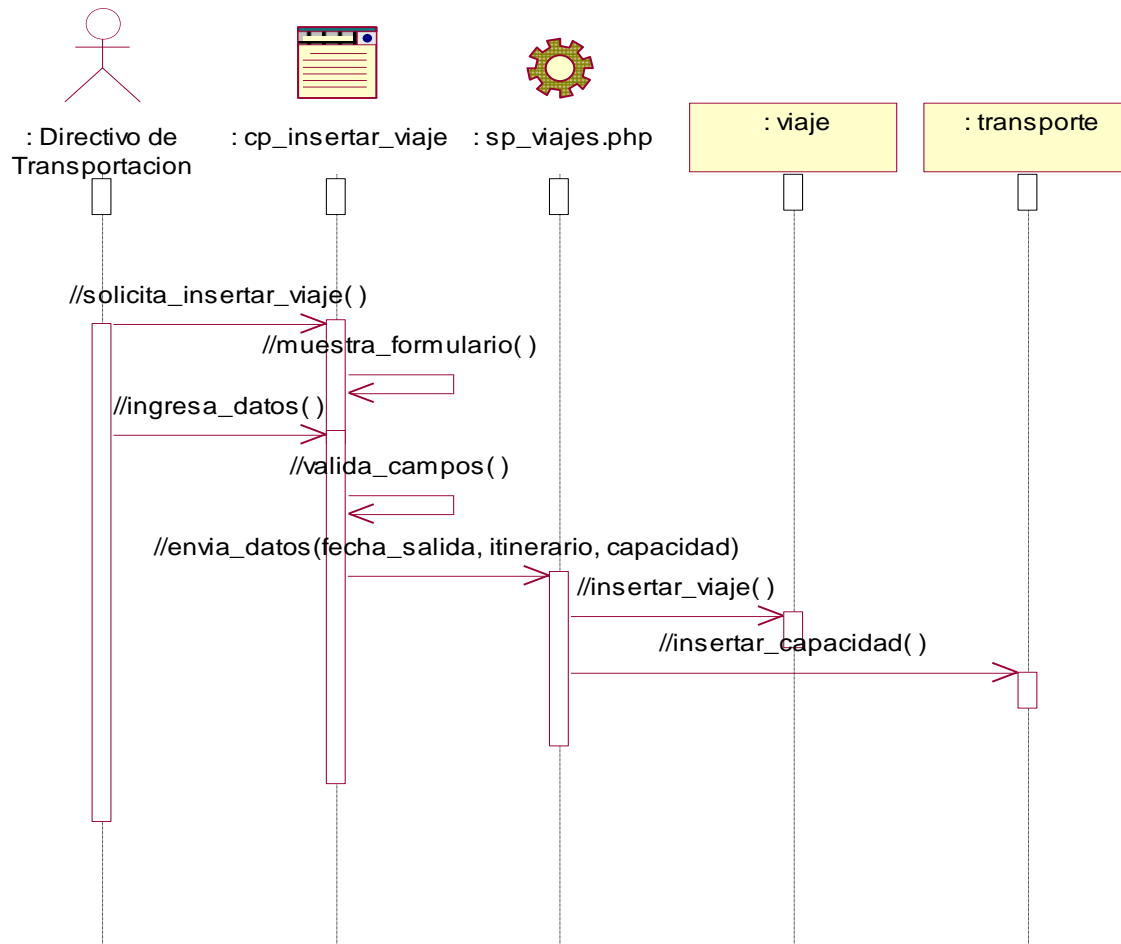 : Directivo de
Transportacion
: cp_insertar_viaje
: sp_viajes.php
: viaje
: transporte
//solicita_insertar_viaje( )
//muestra_formulario( )
//ingresa_datos( )
//valida_campos( )
//envia_datos(fecha_salida, itinerario, capacidad)
//insertar_viaje( )
//insertar_capacidad( )